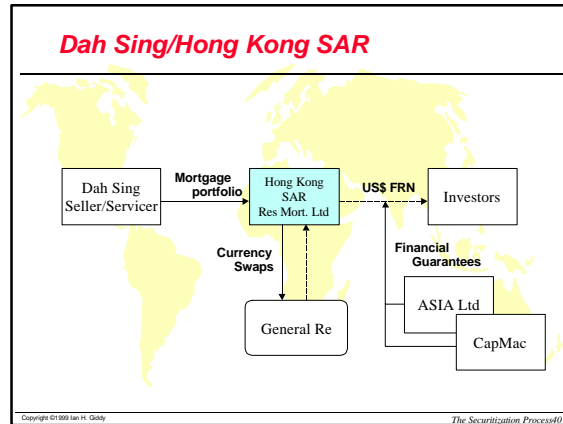 Dah Sing/Hong Kong SAR
Dah Sing
Seller/Servicer
Mortgage
portfolio
Hong Kong
SAR
Res Mort. Ltd
US$ FRN
Investors
Currency
Swaps
Financial
Guarantees
General Re
ASIA Ltd
CapMac
Copyright ©1999 Ian H. Giddy
The Securitization Process40